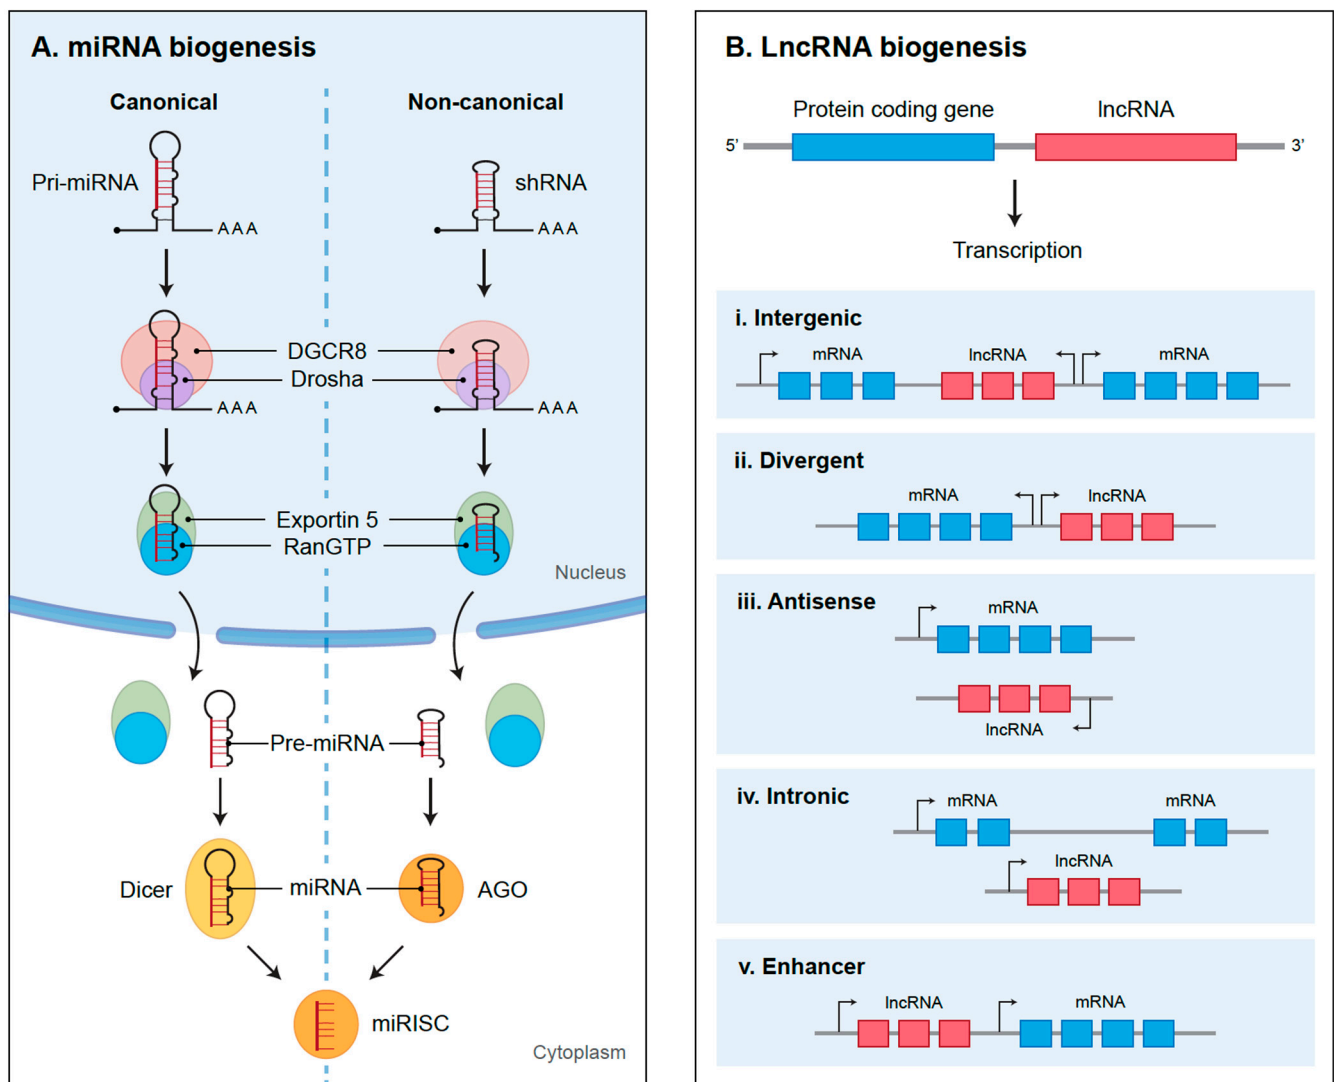 A. miRNA biogenesis
Canonical
Non-canonical
Pri-miRNA
shRNA
AAA
AAA
DGCR8
Drosha
AAA
AAA
Exportin 5
RanGTP
Nucleus
Pre-miRNA
Dicer
miRNA
AGO
miRISC
Cytoplasm
B. LncRNA biogenesis
Protein coding gene
lncRNA
5’
3’
Transcription
i. Intergenic
mRNA
lncRNA
mRNA
ii. Divergent
mRNA
lncRNA
iii. Antisense
mRNA
lncRNA
iv. Intronic
mRNA
mRNA
lncRNA
v. Enhancer
lncRNA
mRNA